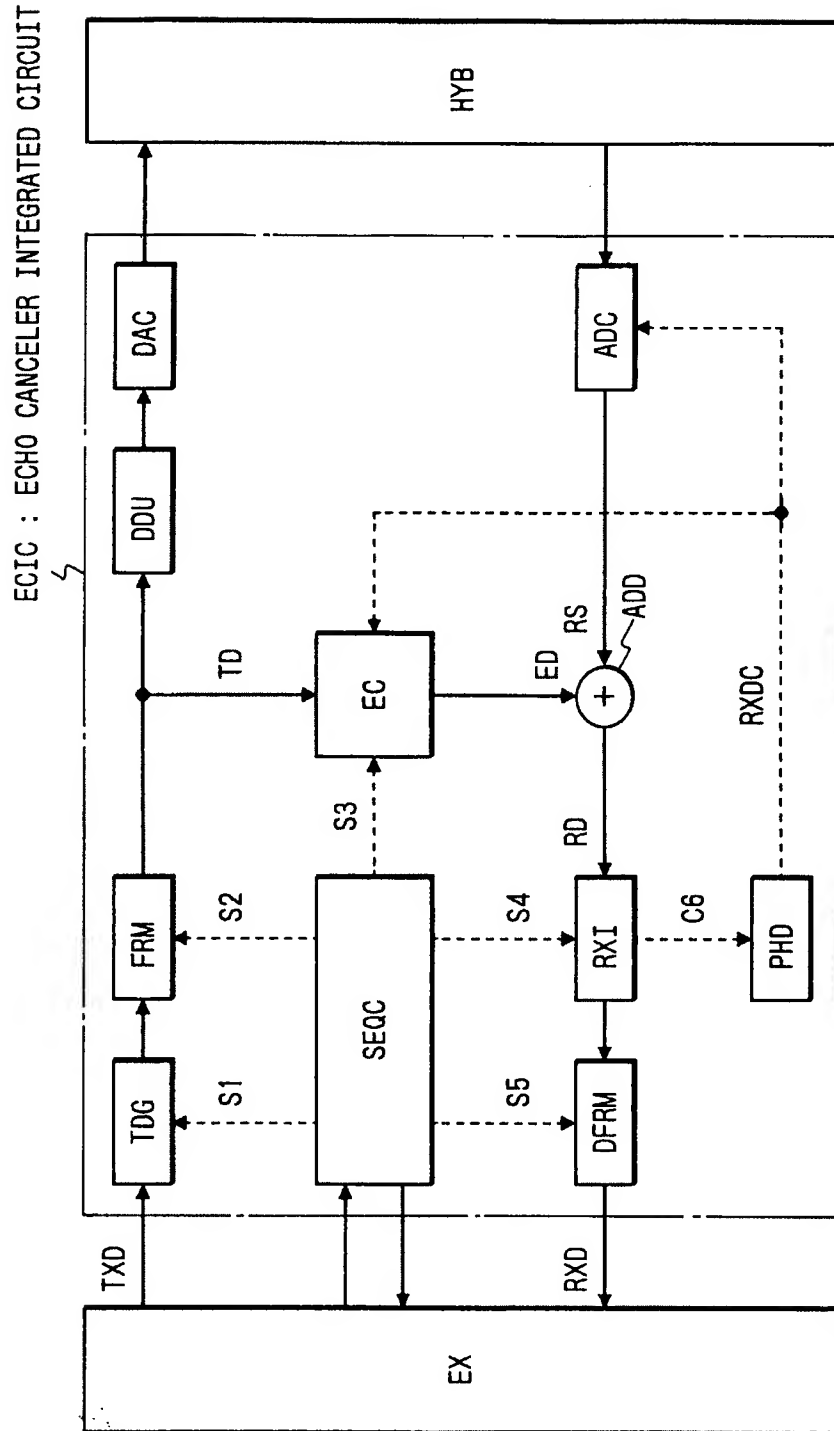 ECIC : ECHO CANCELER INTEGRATED CIRCUIT
HYB
DAC
DDU
ADC
TD
EC
ED
RS
ADD
RXDC
S3
RD
FRM
S2
S4
RXI
C6
PHD
SEQC
TDG
S1
S5
DFRM
TXD
RXD
EX